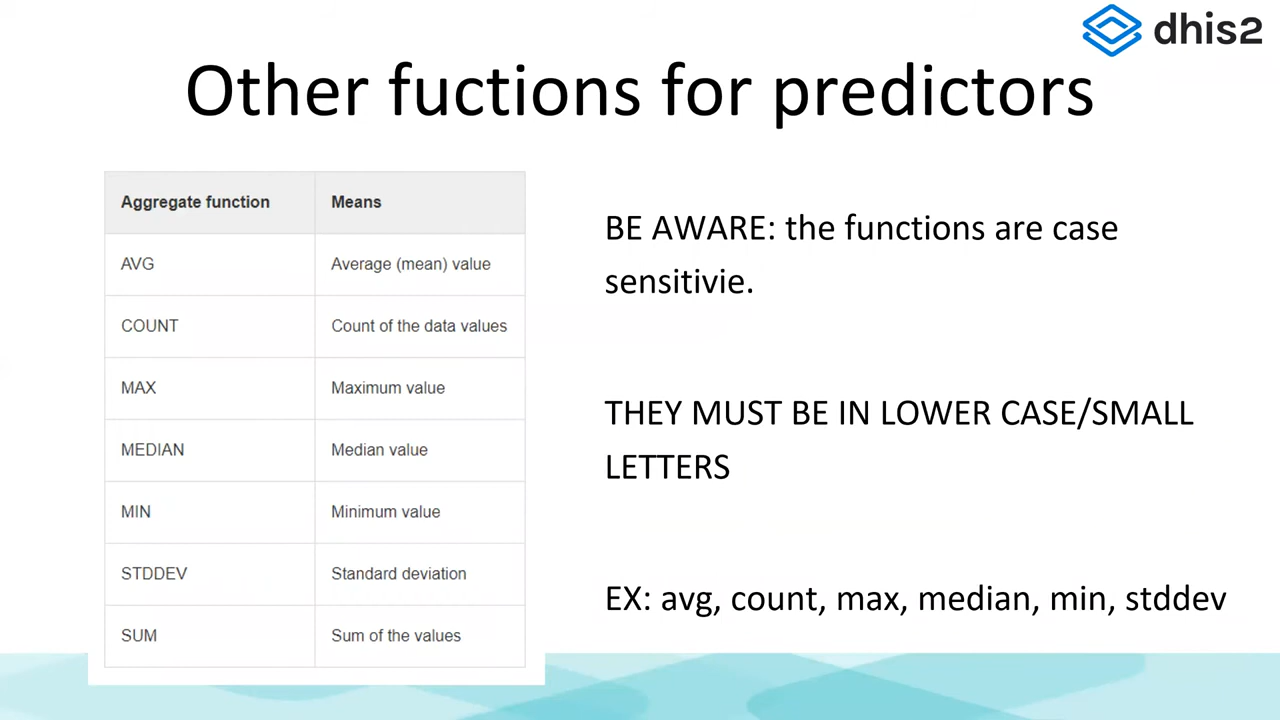 dhis2
Other fuctions for predictors
Aggregate function Means
AVG Average (mean) value
COUNT Count of the data values
MAX Maximum value
MEDIAN Median value
MIN Minimum value
STDDEV Standard deviation
SUM Sum of the values
BE AWARE: the functions are case
sensitivie.
THEY MUST BE IN LOWER CASE/SMALL
LETTERS
EX: avg, count, max, median, min, stddev